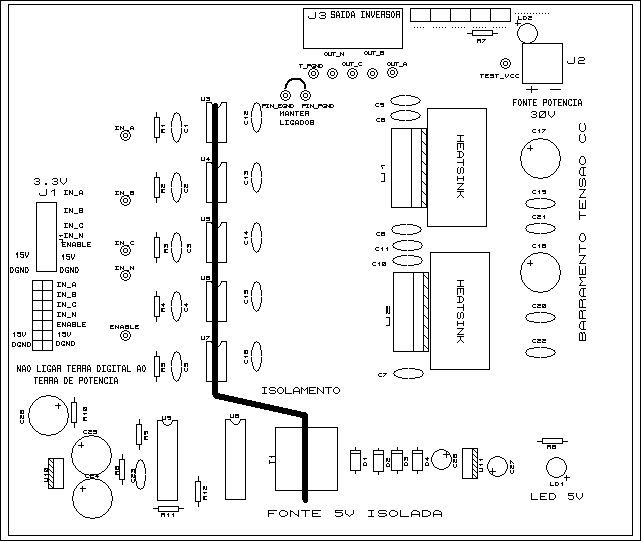 J3 SAIDA INVERSOR
OUT_N
OUT_B
LD2
R7
J2
TEST_VCC
FONTE POTENCIA
30V
T_PGND
OUT_C
OUT_A
PIN_EGND
PIN_PGND
MANTER
LIGADOS
U3
C12
R1
C1
IN_A
C5
C6
U1
HEATSINK
C17
BARRAMENTO TENSAO CC
U4
C13
R2
C2
IN_B
C19
C21
3.3V
J1
IN_A
IN_B
IN_C
IN_N
ENABLE
15V
15V
DGND
DGND
U5
C14
R3
C3
IN_C
IN_N
C8
C11
C10
U2
HEATSINK
C18
C20
C22
C7
IN_A
IN_B
IN_C
IN_N
ENABLE
15V
15V
DGND
DGND
U6
C15
R4
C4
ENABLE
U7
C16
R5
C5
NAO LIGAR TERRA DIGITAL AO
TERRA DE POTENCIA
ISOLAMENTO
R10
C25
U10
R8
C23
R9
U9
R11
R12
U8
T1
D1
D2
D3
D4
C26
U11
C27
R6
LD1
LED 5V
FONTE 5V ISOLADA